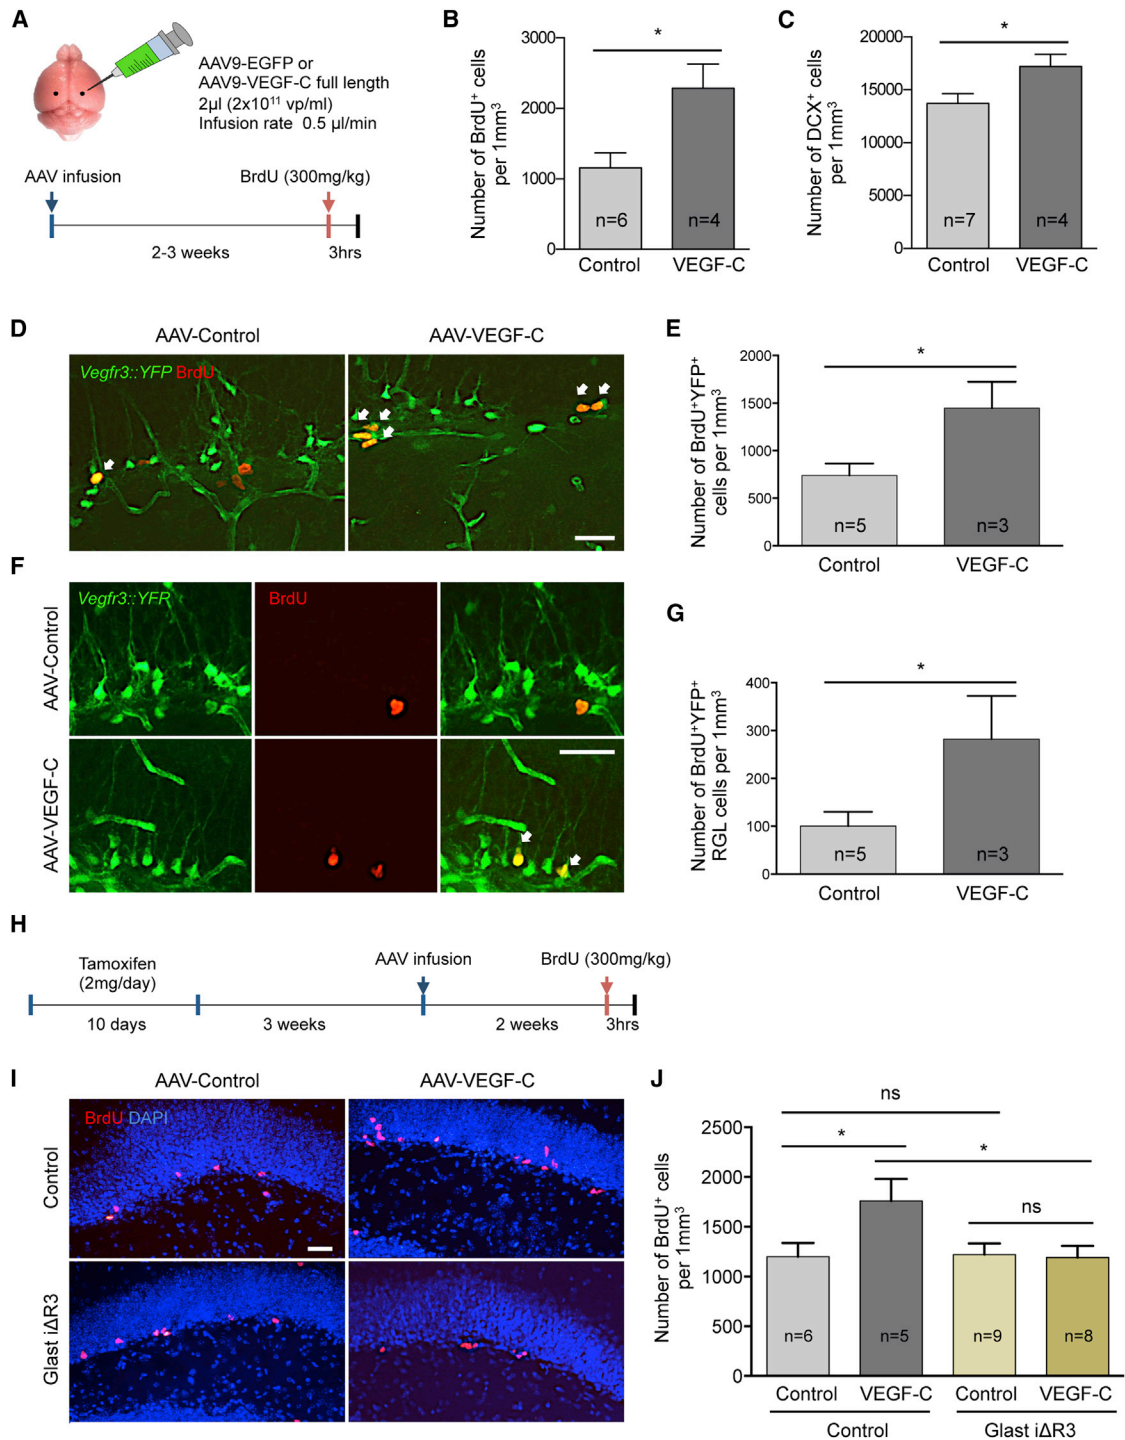 A
AAV9-EGFP or
AAV9-VEGF-C full length
2µl (2x10¹¹ vp/ml)
Infusion rate 0.5 µl/min
AAV infusion
BrdU (300mg/kg)
2-3 weeks
3hrs
B
Number of BrdU⁺ cells
per 1mm³
3000
2000
1000
0
*
n=6
n=4
Control
VEGF-C
C
Number of DCX⁺ cells
per 1mm³
20000
15000
10000
5000
0
*
n=7
n=4
Control
VEGF-C
D
AAV-Control
AAV-VEGF-C
Vegfr3::YFP BrdU
E
Number of BrdU⁺YFP⁺
cells per 1mm³
2000
1500
1000
500
0
*
n=5
n=3
Control
VEGF-C
F
AAV-Control
AAV-VEGF-C
Vegfr3::YFP
BrdU
G
Number of BrdU⁺YFP⁺
RGL cells per 1mm³
400
300
200
100
0
*
n=5
n=3
Control
VEGF-C
H
Tamoxifen
(2mg/day)
AAV infusion
BrdU (300mg/kg)
10 days
3 weeks
2 weeks
3hrs
I
AAV-Control
AAV-VEGF-C
BrdU DAPI
Control
Glast iΔR3
J
Number of BrdU⁺ cells
per 1mm³
2500
2000
1500
1000
500
0
ns
*
*
ns
n=6
n=5
n=9
n=8
Control
VEGF-C
Control
VEGF-C
Control
Glast iΔR3